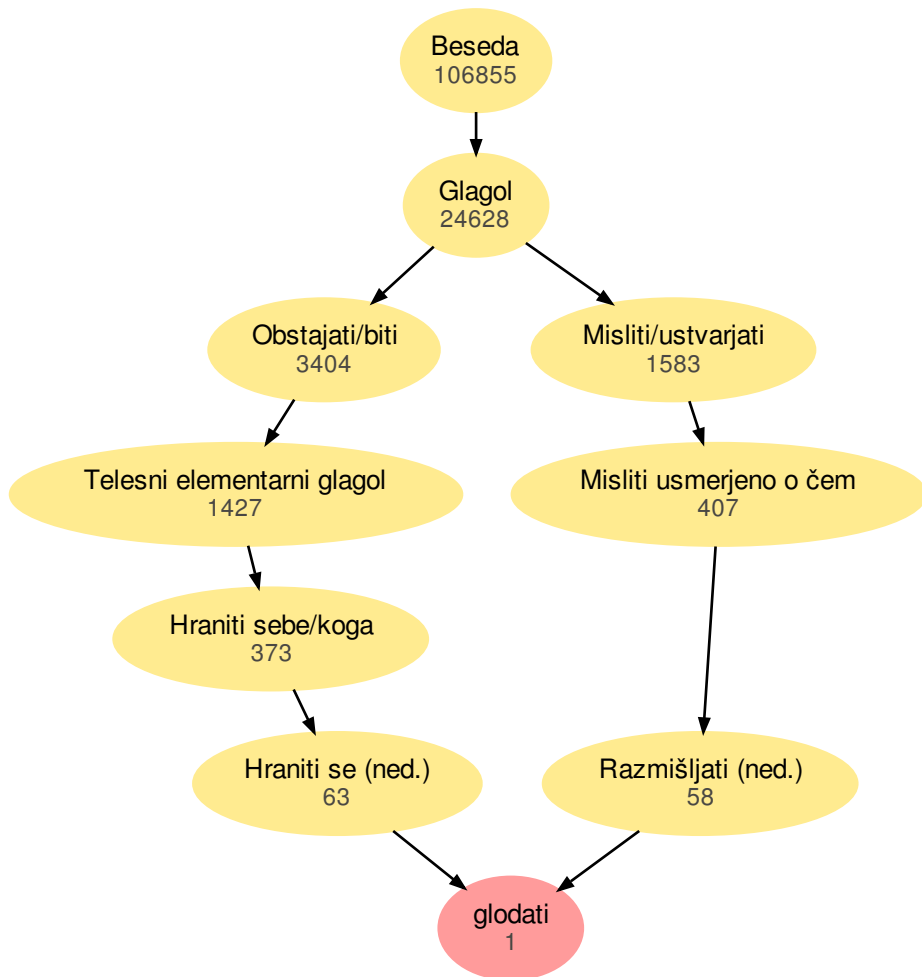 Beseda
106855
Glagol
24628
Obstajati/biti
3404
Misliti/ustvarjati
1583
Telesni elementarni glagol
1427
Misliti usmerjeno o čem
407
Hraniti sebe/koga
373
Hraniti se (ned.)
63
Razmišljati (ned.)
58
glodati
1